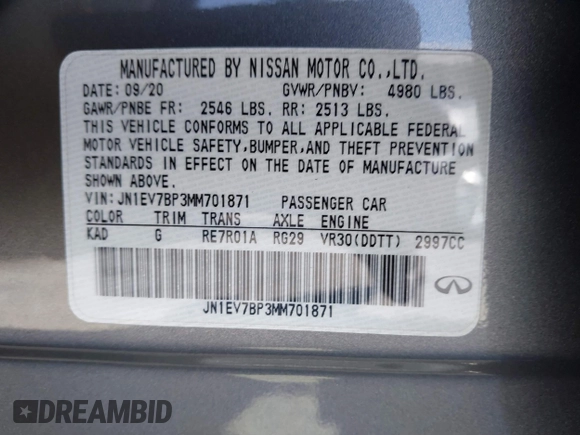 MANUFACTURED BY NISSAN MOTOR CO.,LTD.
DATE: 09/20 GVWR/PNBV: 4980 LBS.
GAWR/PNBE FR: 2546 LBS. RR: 2513 LBS.
THIS VEHICLE CONFORMS TO ALL APPLICABLE FEDERAL
MOTOR VEHICLE SAFETY,BUMPER,AND THEFT PREVENTION
STANDARDS IN EFFECT ON THE DATE OF MANUFACTURE
SHOWN ABOVE.
VIN:JN1EV7BP3MM701871 PASSENGER CAR
COLOR TRIM TRANS AXLE ENGINE
KAD G RE7R01A RG29 VR30(DDTT) 2997CC
JN1EV7BP3MM701871
DREAMBID